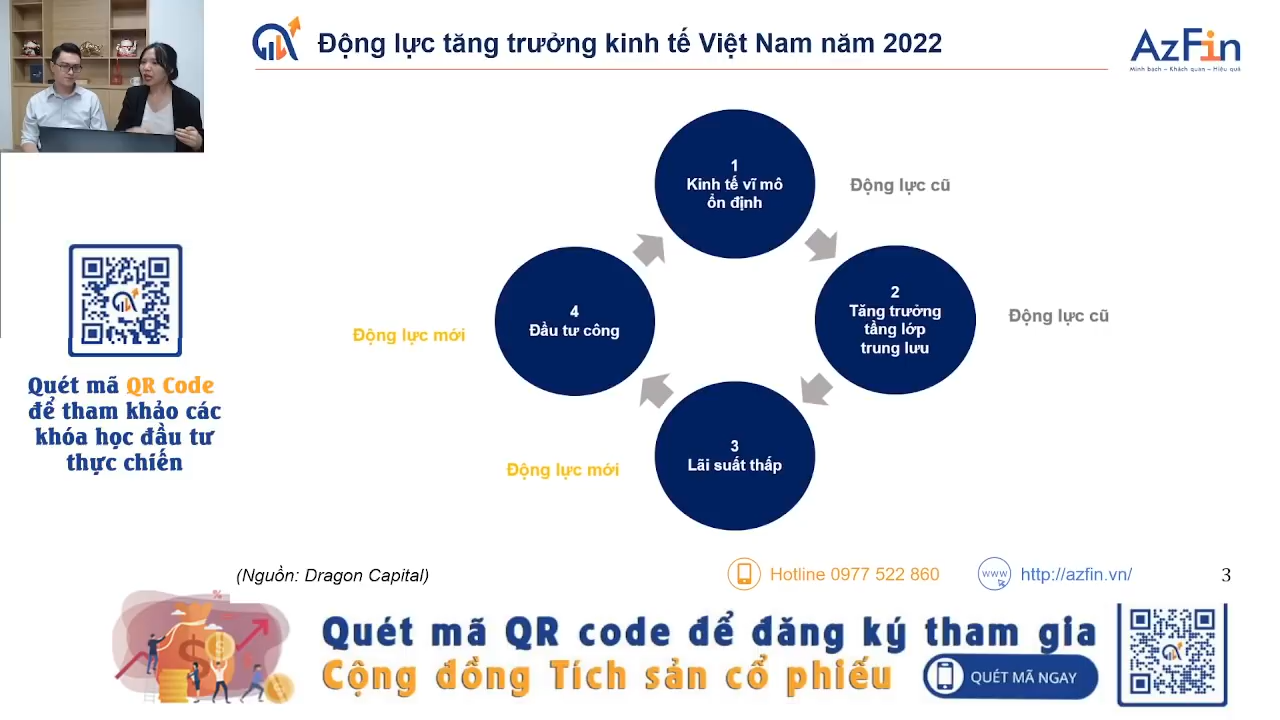 Động lực tăng trưởng kinh tế Việt Nam năm 2022
AzFin
Minh bạch – Khách quan – Hiệu quả
1
Kinh tế vĩ mô
ổn định
Động lực cũ
2
Tăng trưởng
tầng lớp
trung lưu
Động lực cũ
4
Đầu tư công
Động lực mới
3
Lãi suất thấp
Động lực mới
Quét mã QR Code
để tham khảo các
khóa học đầu tư
thực chiến
(Nguồn: Dragon Capital)
Hotline 0977 522 860
www
http://azfin.vn/
3
Quét mã QR code để đăng ký tham gia
Cộng đồng Tích sản cổ phiếu
QUÉT MÃ NGAY